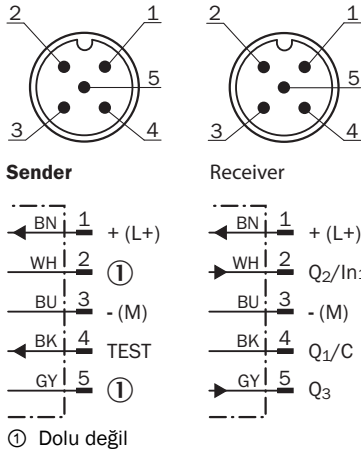 2 1 2 1
5 5
3 4 3 4
Sender Receiver
BN 1 + (L+) BN 1 + (L+)
WH 2 ① WH 2 Q₂/In
BU 3 - (M) BU 3 - (M)
BK 4 TEST BK 4 Q₁/C
GY 5 ① GY 5 Q₃
① Dolu değil